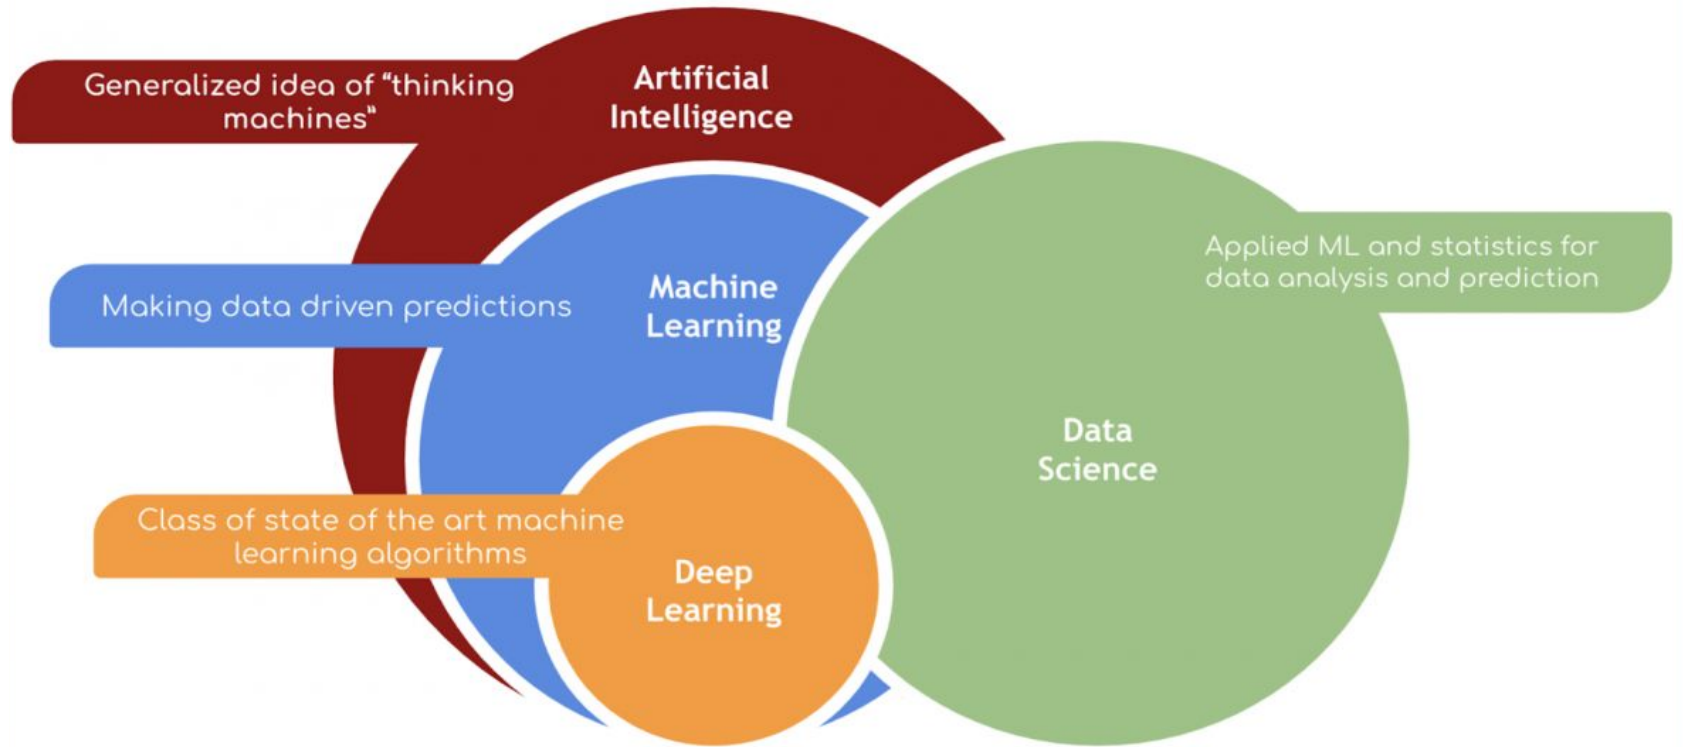 Generalized idea of “thinking
machines”
Artificial
Intelligence
Making data driven predictions
Machine
Learning
Applied ML and statistics for
data analysis and prediction
Data
Science
Class of state of the art machine
learning algorithms
Deep
Learning